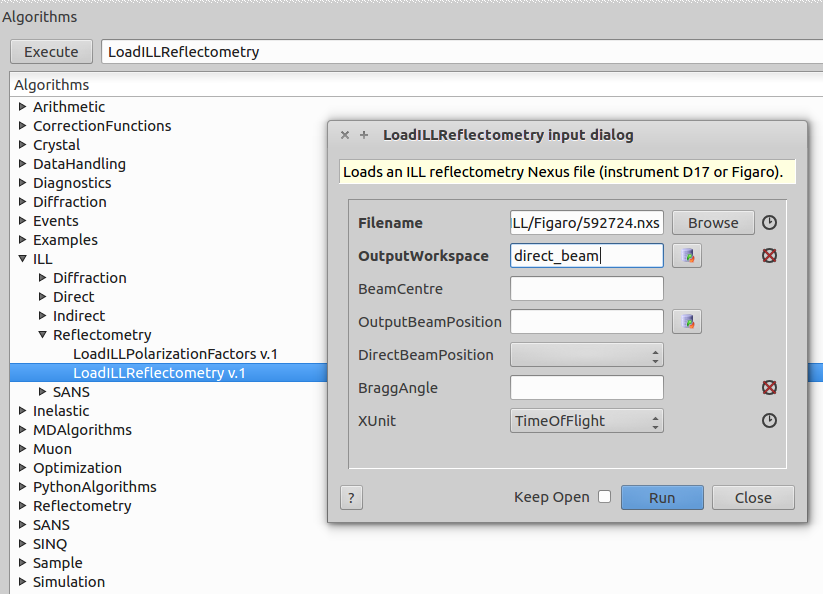 Algorithms
Execute LoadILLReflectometry
Algorithms
Arithmetic
CorrectionFunctions
Crystal
DataHandling
Diagnostics
Diffraction
Events
Examples
ILL
Diffraction
Direct
Indirect
Reflectometry
LoadILLPolarizationFactors v.1
LoadILLReflectometry v.1
SANS
Inelastic
MDAlgorithms
Muon
Optimization
PythonAlgorithms
Reflectometry
SANS
SINQ
Sample
Simulation
LoadILLReflectometry input dialog
Loads an ILL reflectometry Nexus file (instrument D17 or Figaro).
Filename LL/Figaro/592724.nxs Browse
OutputWorkspace direct_beam
BeamCentre
OutputBeamPosition
DirectBeamPosition
BraggAngle
XUnit TimeOfFlight
? Keep Open Run Close